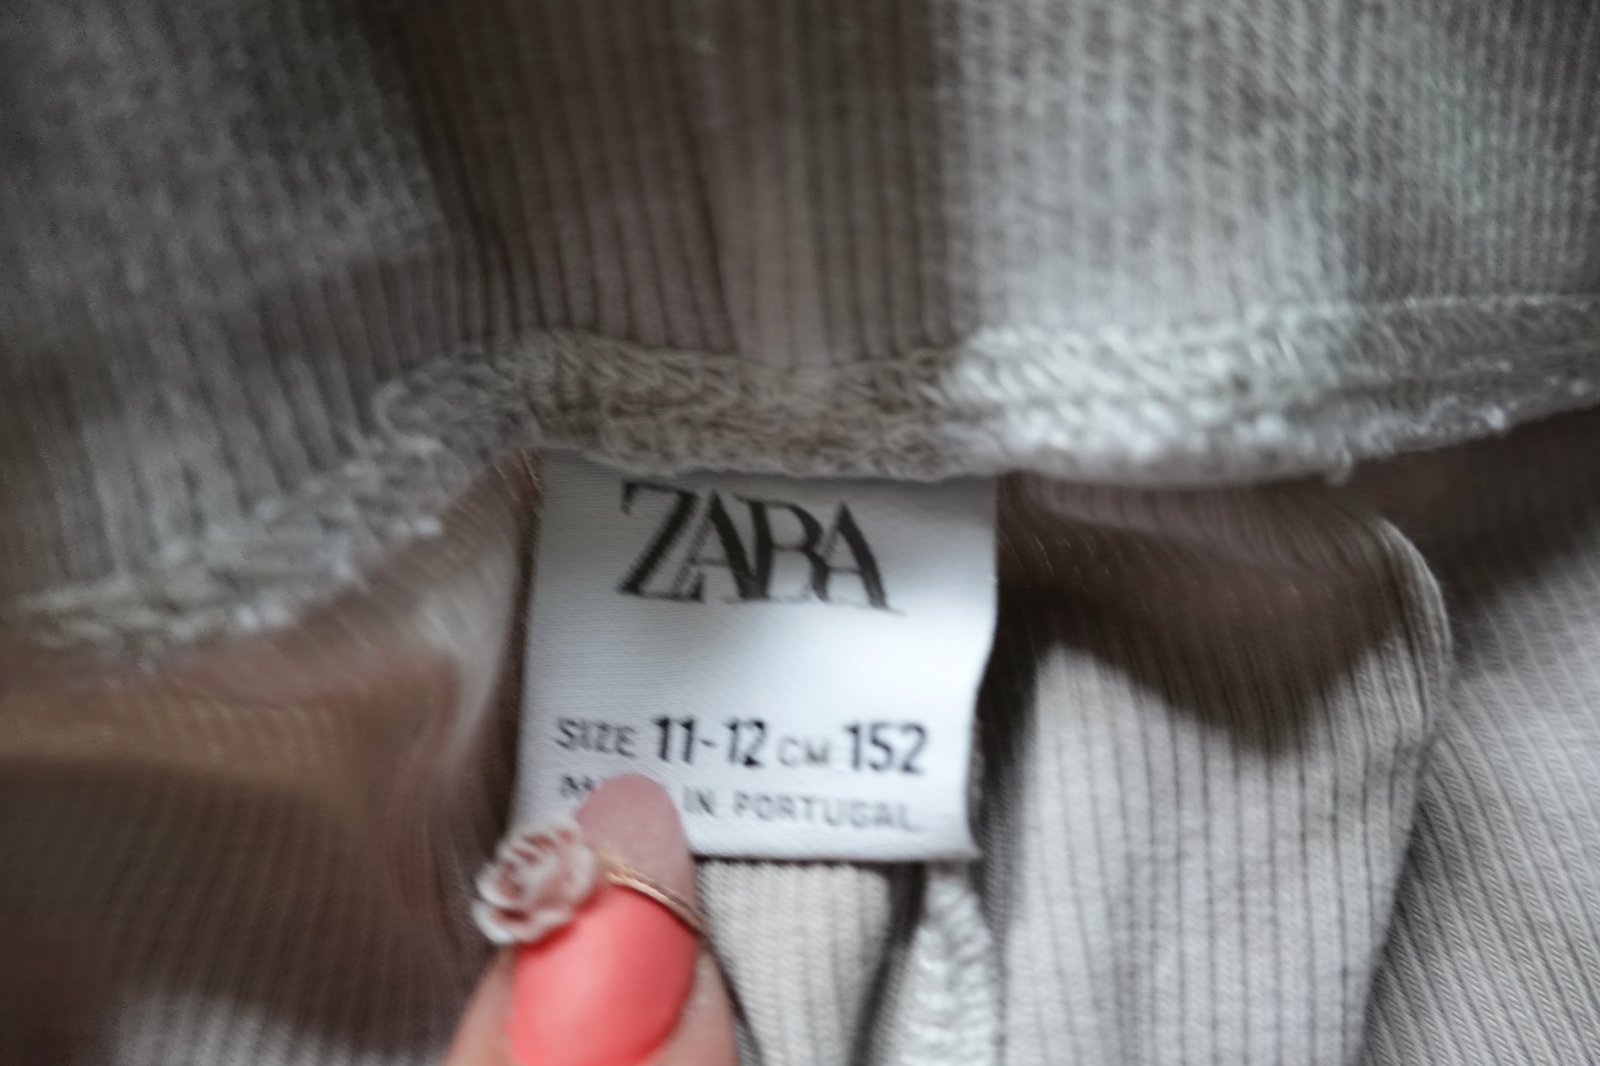 ZARA
SIZE 11-12 CM 152
IN PORTUGAL